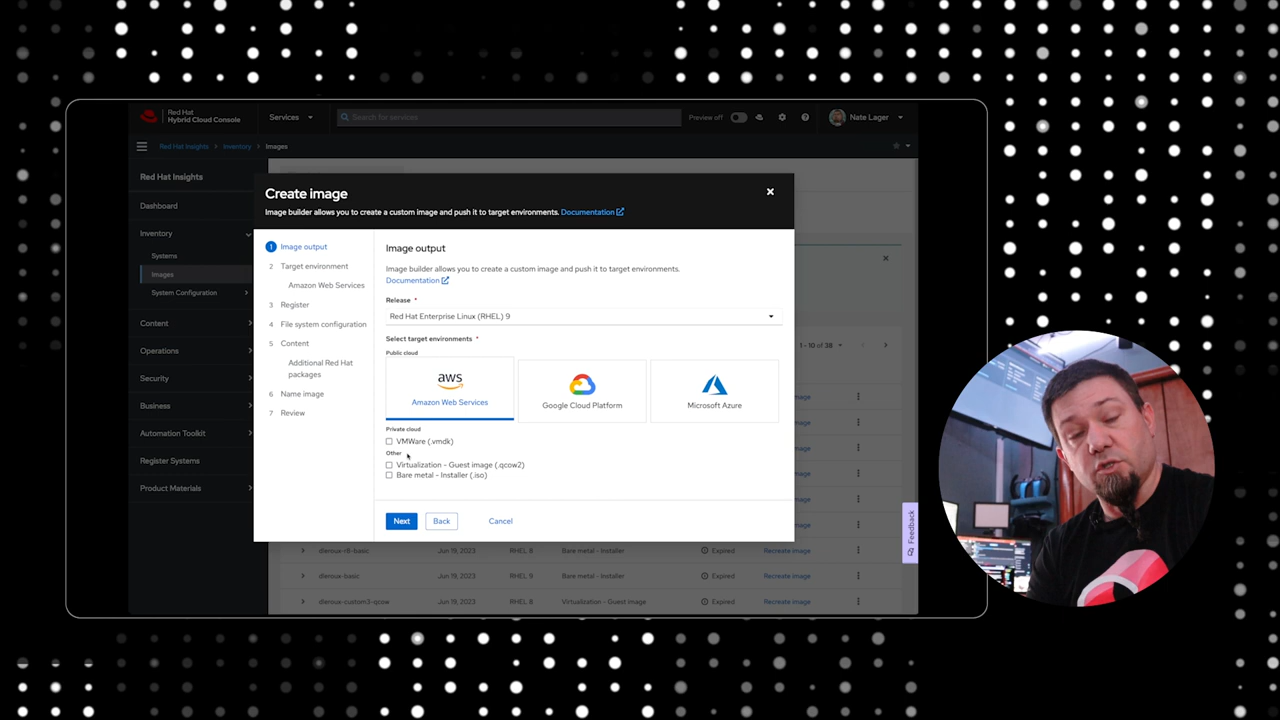 Red Hat
Hybrid Cloud Console
Services
Search for services
Preview off
Nate Lager
Red Hat Insights > Inventory > Images
Red Hat Insights
Dashboard
Inventory
Systems
Images
System Configuration
Content
Operations
Security
Business
Automation Toolkit
Register Systems
Product Materials
Create image
Image builder allows you to create a custom image and push it to target environments. Documentation
1 Image output
2 Target environment
Amazon Web Services
3 Register
4 File system configuration
5 Content
Additional Red Hat
packages
6 Name image
7 Review
Image output
Image builder allows you to create a custom image and push it to target environments.
Documentation
Release *
Red Hat Enterprise Linux (RHEL) 9
Select target environments *
Public cloud
aws
Amazon Web Services
Google Cloud Platform
Microsoft Azure
Private cloud
VMWare (.vmdk)
Other
Virtualization - Guest image (.qcow2)
Bare metal - Installer (.iso)
Next
Back
Cancel
1 - 10 of 38
Feedback
dleroux-r8-basic Jun 19, 2023 RHEL 8 Bare metal - Installer Expired Recreate image
dleroux-basic Jun 19, 2023 RHEL 9 Bare metal - Installer Expired Recreate image
dleroux-custom3-qcow Jun 19, 2023 RHEL 8 Virtualization - Guest image Expired Recreate image